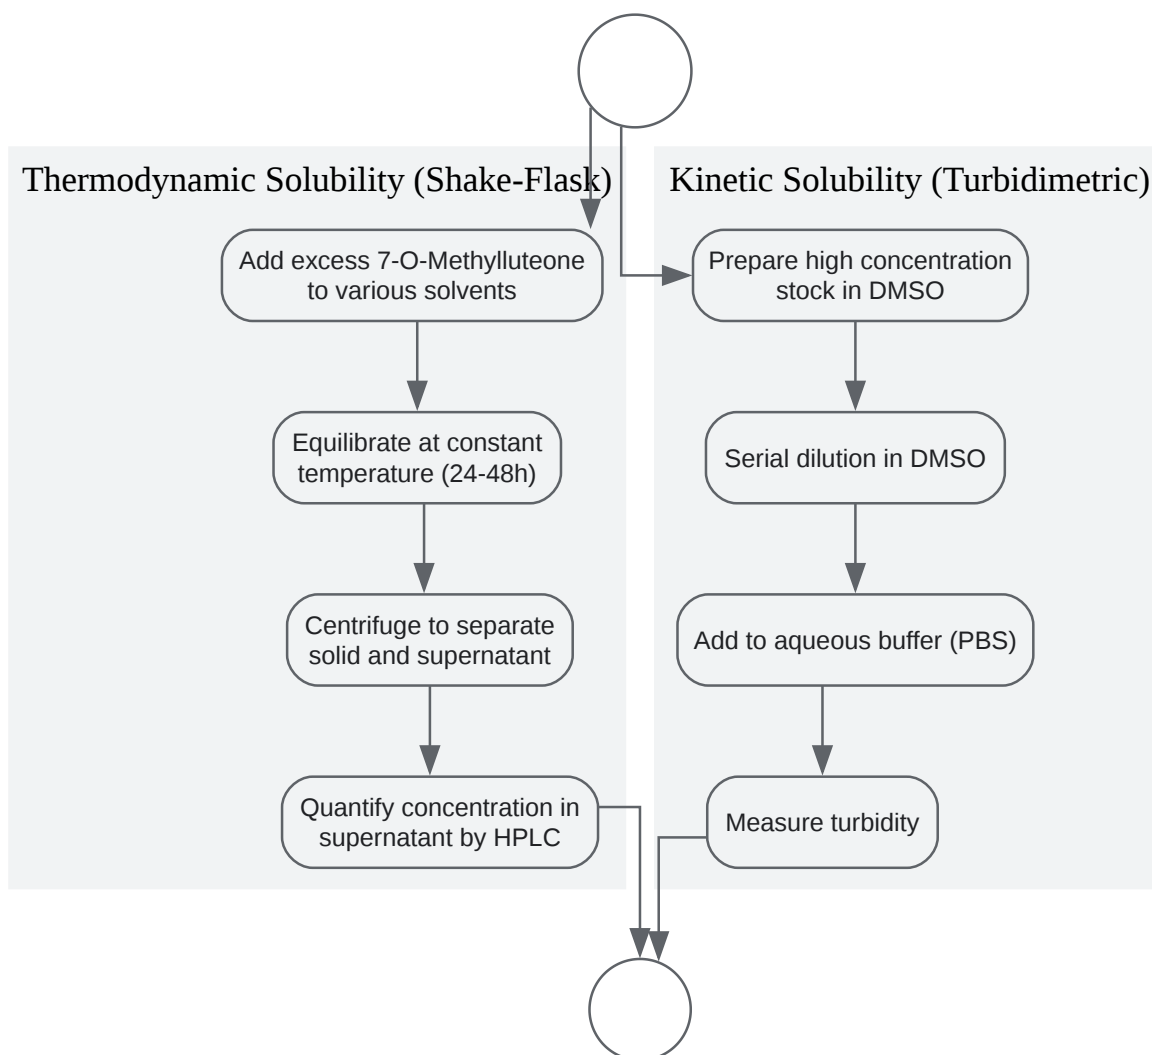 Thermodynamic Solubility (Shake-Flask)
Add excess 7-O-Methylluteone
to various solvents
Equilibrate at constant
temperature (24-48h)
Centrifuge to separate
solid and supernatant
Quantify concentration in
supernatant by HPLC
Kinetic Solubility (Turbidimetric)
Prepare high concentration
stock in DMSO
Serial dilution in DMSO
Add to aqueous buffer (PBS)
Measure turbidity